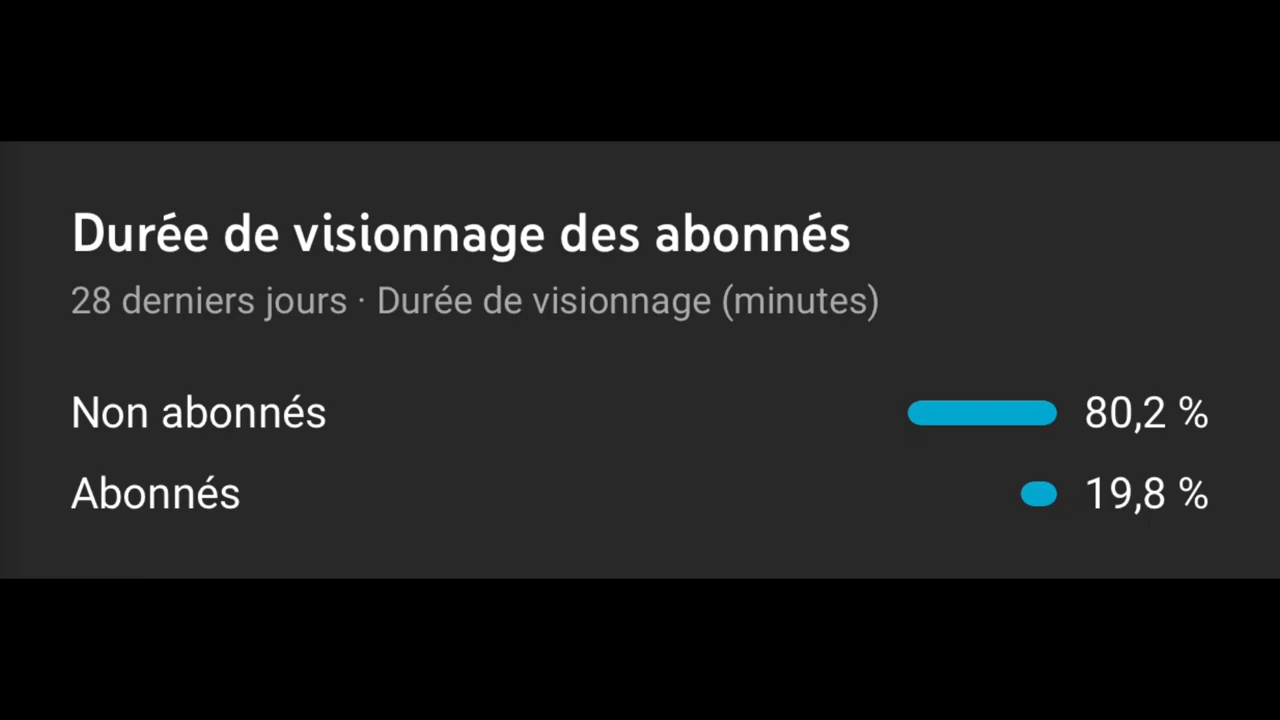 Durée de visionnage des abonnés
28 derniers jours · Durée de visionnage (minutes)
Non abonnés 80,2 %
Abonnés 19,8 %